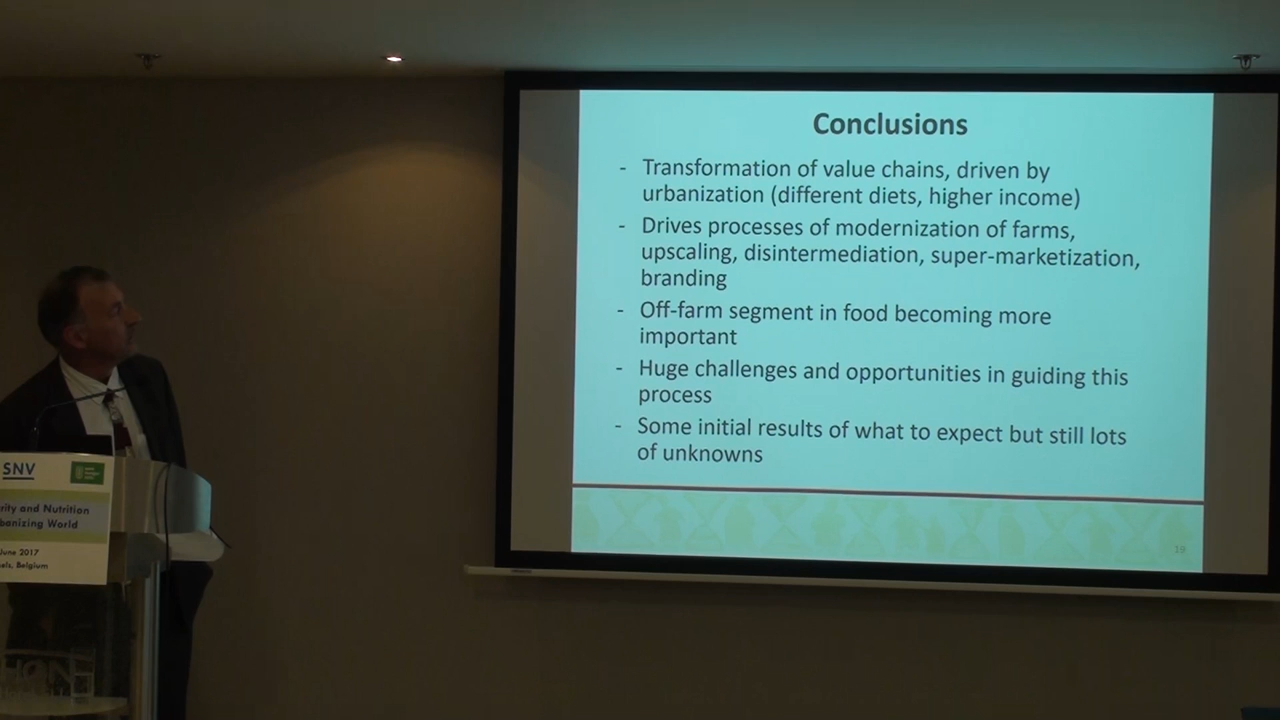 Conclusions
- Transformation of value chains, driven by
urbanization (different diets, higher income)
- Drives processes of modernization of farms,
upscaling, disintermediation, super-marketization,
branding
- Off-farm segment in food becoming more
important
- Huge challenges and opportunities in guiding this
process
- Some initial results of what to expect but still lots
of unknowns
19
SNV
rity and Nutrition
banizing World
June 2017
els, Belgium